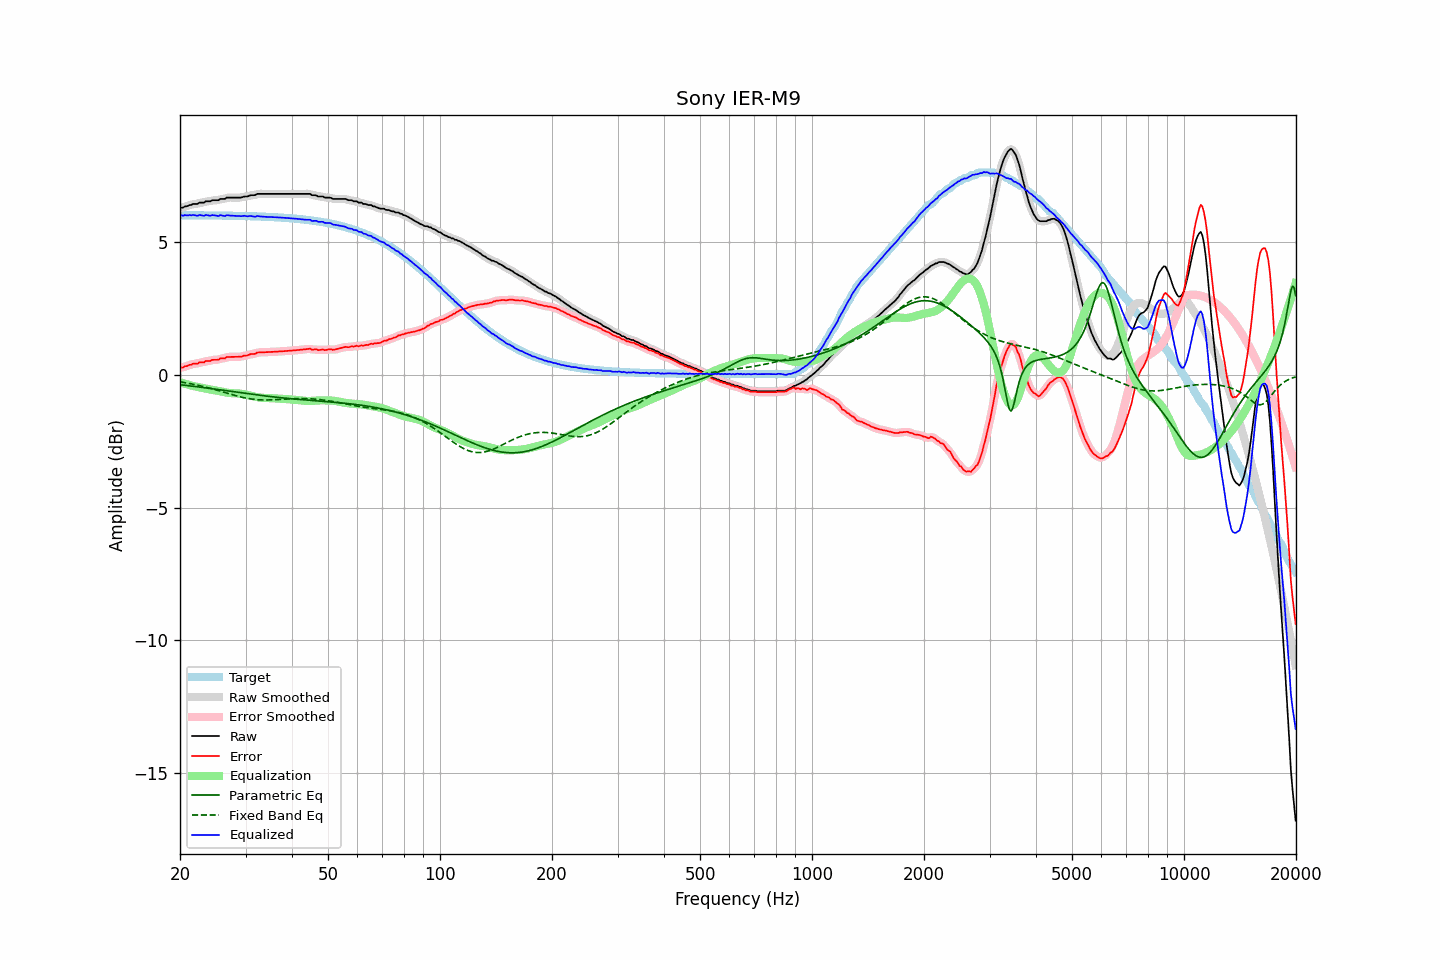 Sony IER-M9
Amplitude (dBr)
5
0
−5
−10
−15
Target
Raw Smoothed
Error Smoothed
Raw
Error
Equalization
Parametric Eq
Fixed Band Eq
Equalized
20 50 100 200 500 1000 2000 5000 10000 20000
Frequency (Hz)